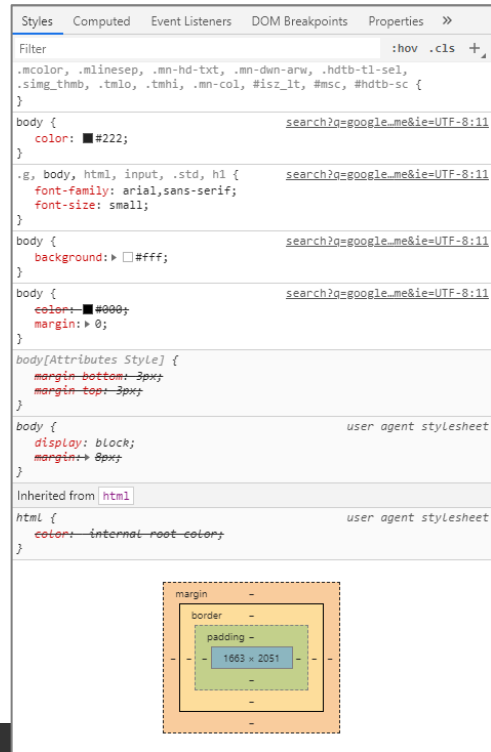 Styles Computed Event Listeners DOM Breakpoints Properties »
Filter :hov .cls +
.mcolor, .mlinesep, .mn-hd-txt, .mn-dwn-arw, .hdtb-tl-sel,
.simg_thmb, .tmlo, .tmhi, .mn-col, #isz_lt, #msc, #hdtb-sc {
}
body { search?q=google…me&ie=UTF-8:11
color: #222;
}
.g, body, html, input, .std, h1 { search?q=google…me&ie=UTF-8:11
font-family: arial,sans-serif;
font-size: small;
}
body { search?q=google…me&ie=UTF-8:11
background: #fff;
}
body { search?q=google…me&ie=UTF-8:11
color: #000;
margin: 0;
}
body[Attributes Style] {
margin-bottom: 3px;
margin-top: 3px;
}
body { user agent stylesheet
display: block;
margin: 8px;
}
Inherited from html
html { user agent stylesheet
color: -internal-root-color;
}
margin -
border -
padding -
- - - 1663 × 2051 - - -
-
-
-